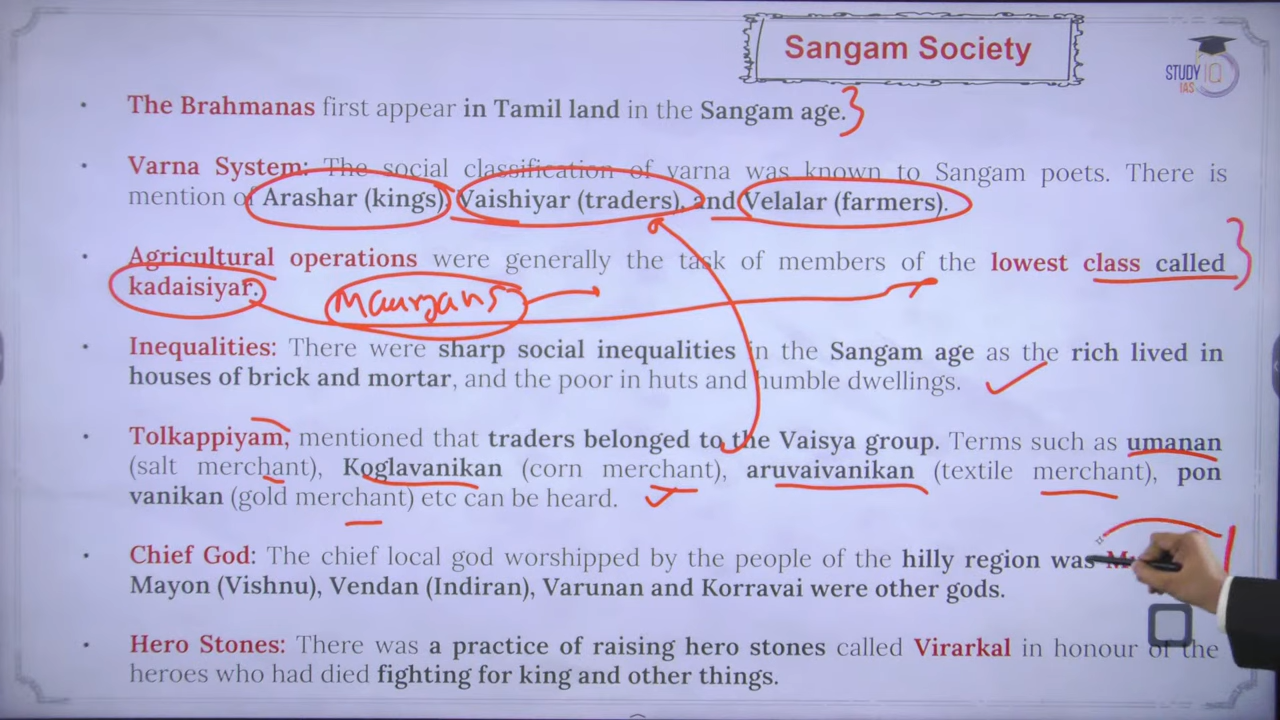 Sangam Society
STUDY IQ
IAS
• The Brahmanas first appear in Tamil land in the Sangam age.
• Varna System: The social classification of varna was known to Sangam poets. There is
mention of Arashar (kings), Vaishiyar (traders), and Velalar (farmers).
• Agricultural operations were generally the task of members of the lowest class called
kadaisiyar.
Mauryans
• Inequalities: There were sharp social inequalities in the Sangam age as the rich lived in
houses of brick and mortar, and the poor in huts and humble dwellings.
• Tolkappiyam, mentioned that traders belonged to the Vaisya group. Terms such as umanan
(salt merchant), Koglavanikan (corn merchant), aruvaivanikan (textile merchant), pon
vanikan (gold merchant) etc can be heard.
• Chief God: The chief local god worshipped by the people of the hilly region was
Mayon (Vishnu), Vendan (Indiran), Varunan and Korravai were other gods.
• Hero Stones: There was a practice of raising hero stones called Virarkal in honour of the
heroes who had died fighting for king and other things.